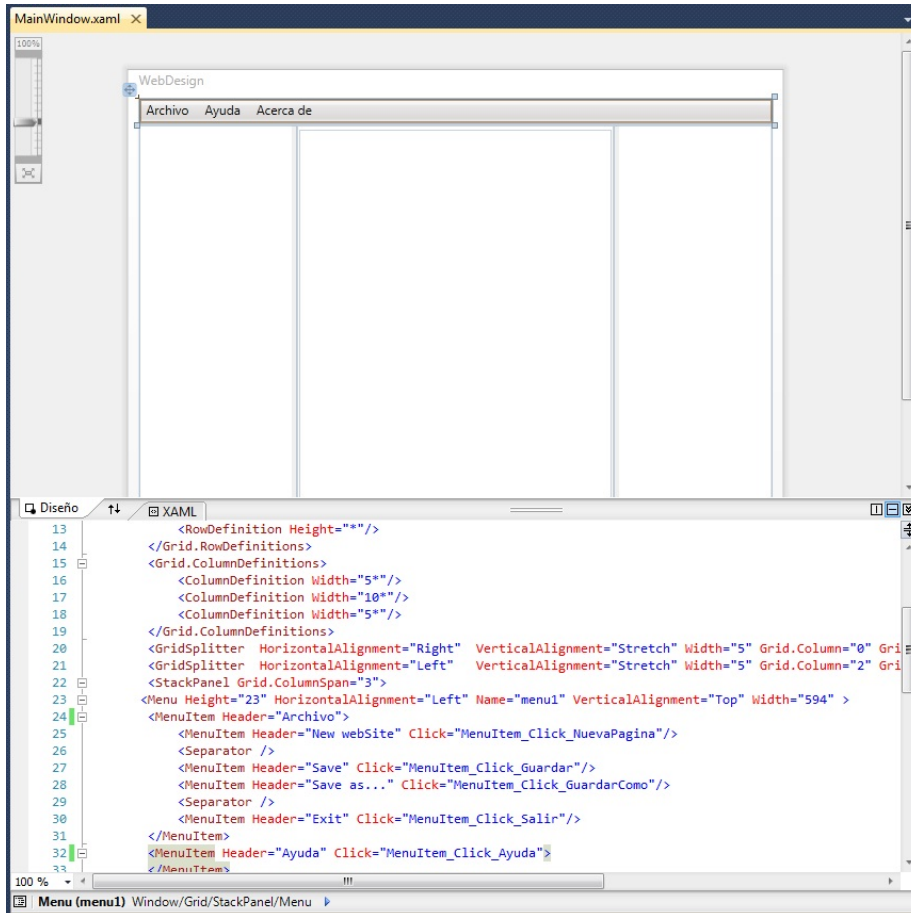 MainWindow.xaml
100%
WebDesign
Archivo Ayuda Acerca de
Diseño XAML
13 <RowDefinition Height="*"/>
14 </Grid.RowDefinitions>
15 <Grid.ColumnDefinitions>
16 <ColumnDefinition Width="5*"/>
17 <ColumnDefinition Width="10*"/>
18 <ColumnDefinition Width="5*"/>
19 </Grid.ColumnDefinitions>
20 <GridSplitter HorizontalAlignment="Right" VerticalAlignment="Stretch" Width="5" Grid.Column="0" Gri
21 <GridSplitter HorizontalAlignment="Left" VerticalAlignment="Stretch" Width="5" Grid.Column="2" Gri
22 <StackPanel Grid.ColumnSpan="3">
23 <Menu Height="23" HorizontalAlignment="Left" Name="menu1" VerticalAlignment="Top" Width="594" >
24 <MenuItem Header="Archivo">
25 <MenuItem Header="New webSite" Click="MenuItem_Click_NuevaPagina"/>
26 <Separator />
27 <MenuItem Header="Save" Click="MenuItem_Click_Guardar"/>
28 <MenuItem Header="Save as..." Click="MenuItem_Click_GuardarComo"/>
29 <Separator />
30 <MenuItem Header="Exit" Click="MenuItem_Click_Salir"/>
31 </MenuItem>
32 <MenuItem Header="Ayuda" Click="MenuItem_Click_Ayuda">
33 </MenuItem>
100 %
Menu (menu1) Window/Grid/StackPanel/Menu